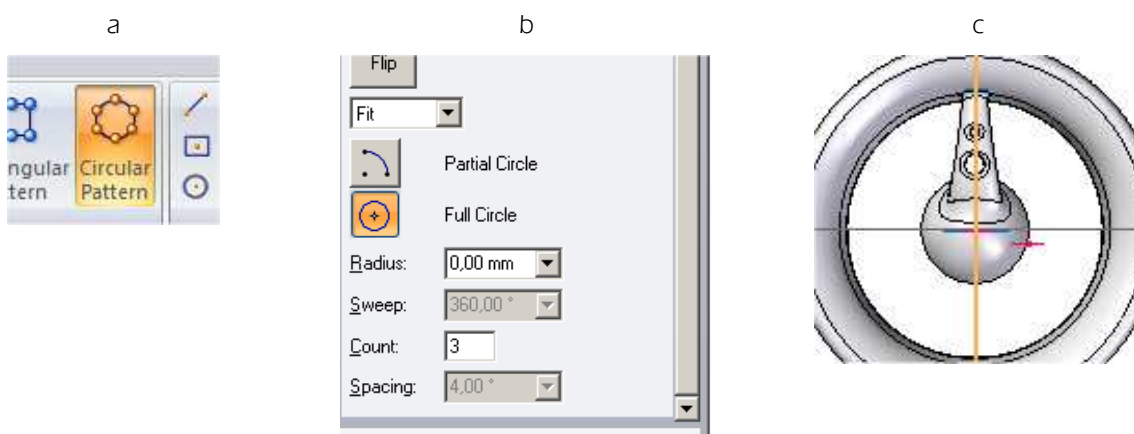 a
b
c
ngular
tern
Circular
Pattern
Flip
Fit
Partial Circle
Full Circle
Radius: 0,00 mm
Sweep: 360,00 °
Count: 3
Spacing: 4,00 °